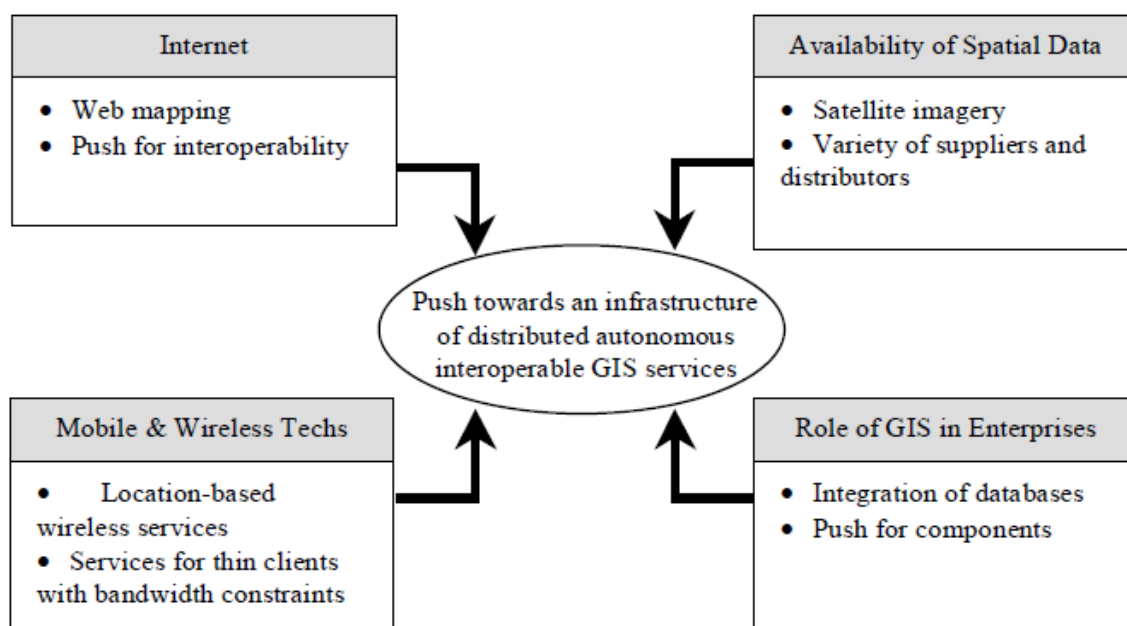 Internet
• Web mapping
• Push for interoperability
Availability of Spatial Data
• Satellite imagery
• Variety of suppliers and
distributors
Push towards an infrastructure
of distributed autonomous
interoperable GIS services
Mobile & Wireless Techs
• Location-based
wireless services
• Services for thin clients
with bandwidth constraints
Role of GIS in Enterprises
• Integration of databases
• Push for components